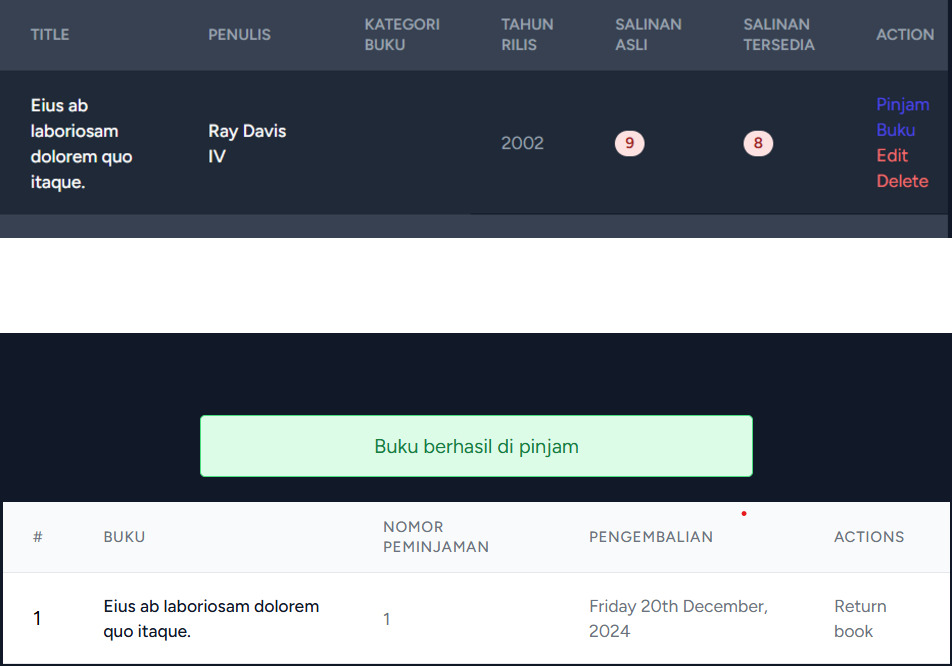 TITLE
PENULIS
KATEGORI
BUKU
TAHUN
RILIS
SALINAN
ASLI
SALINAN
TERSEDIA
ACTION
Eius ab
laboriosam
dolorem quo
itaque.
Ray Davis
IV
2002
9
8
Pinjam
Buku
Edit
Delete
Buku berhasil di pinjam
#
BUKU
NOMOR
PEMINJAMAN
PENGEMBALIAN
ACTIONS
1
Eius ab laboriosam dolorem
quo itaque.
1
Friday 20th December,
2024
Return
book